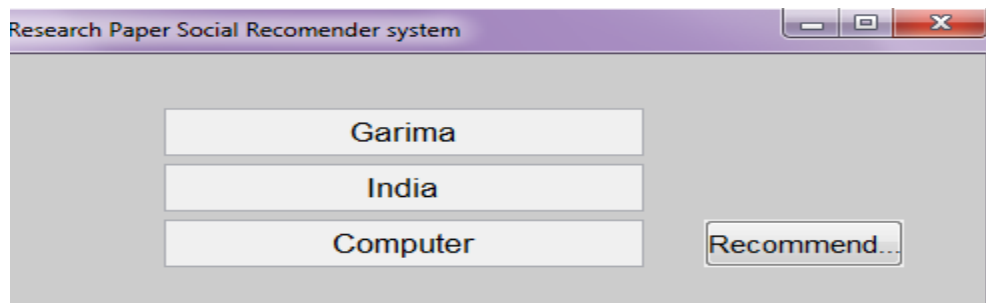 Research Paper Social Recomender system
Garima
India
Computer
Recommend...